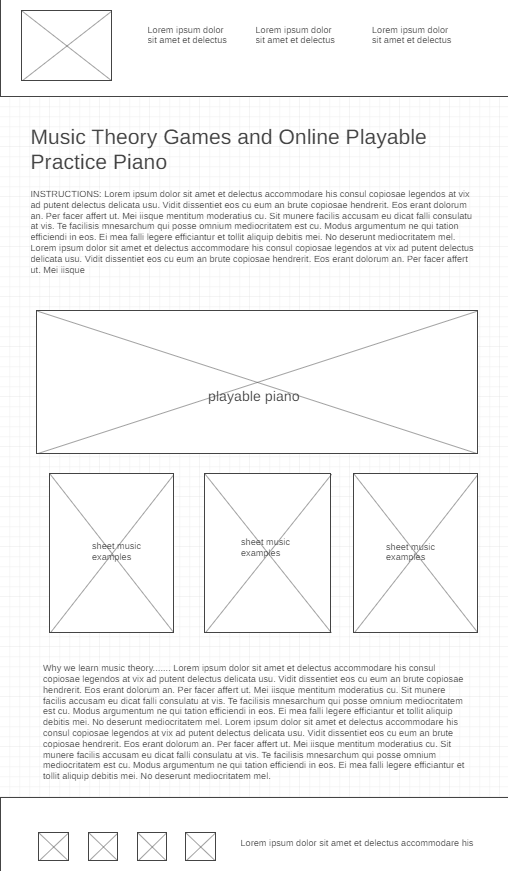 Lorem ipsum dolor
sit amet et delectus
Lorem ipsum dolor
sit amet et delectus
Lorem ipsum dolor
sit amet et delectus
Music Theory Games and Online Playable
Practice Piano
INSTRUCTIONS: Lorem ipsum dolor sit amet et delectus accommodare his consul copiosae legendos at vix
ad putent delectus delicata usu. Vidit dissentiet eos cu eum an brute copiosae hendrerit. Eos erant dolorum
an. Per facer affert ut. Mei iisque mentitum moderatius cu. Sit munere facilis accusam eu dicat falli consulatu
at vis. Te facilisis mnesarchum qui posse omnium mediocritatem est cu. Modus argumentum ne qui tation
efficiendi in eos. Ei mea falli legere efficiantur et tollit aliquip debitis mei. No deserunt mediocritatem mel.
Lorem ipsum dolor sit amet et delectus accommodare his consul copiosae legendos at vix ad putent delectus
delicata usu. Vidit dissentiet eos cu eum an brute copiosae hendrerit. Eos erant dolorum an. Per facer affert
ut. Mei iisque
playable piano
sheet music
examples
sheet music
examples
sheet music
examples
Why we learn music theory....... Lorem ipsum dolor sit amet et delectus accommodare his consul
copiosae legendos at vix ad putent delectus delicata usu. Vidit dissentiet eos cu eum an brute copiosae
hendrerit. Eos erant dolorum an. Per facer affert ut. Mei iisque mentitum moderatius cu. Sit munere
facilis accusam eu dicat falli consulatu at vis. Te facilisis mnesarchum qui posse omnium mediocritatem
est cu. Modus argumentum ne qui tation efficiendi in eos. Ei mea falli legere efficiantur et tollit aliquip
debitis mei. No deserunt mediocritatem mel. Lorem ipsum dolor sit amet et delectus accommodare his
consul copiosae legendos at vix ad putent delectus delicata usu. Vidit dissentiet eos cu eum an brute
copiosae hendrerit. Eos erant dolorum an. Per facer affert ut. Mei iisque mentitum moderatius cu. Sit
munere facilis accusam eu dicat falli consulatu at vis. Te facilisis mnesarchum qui posse omnium
mediocritatem est cu. Modus argumentum ne qui tation efficiendi in eos. Ei mea falli legere efficiantur et
tollit aliquip debitis mei. No deserunt mediocritatem mel.
Lorem ipsum dolor sit amet et delectus accommodare his